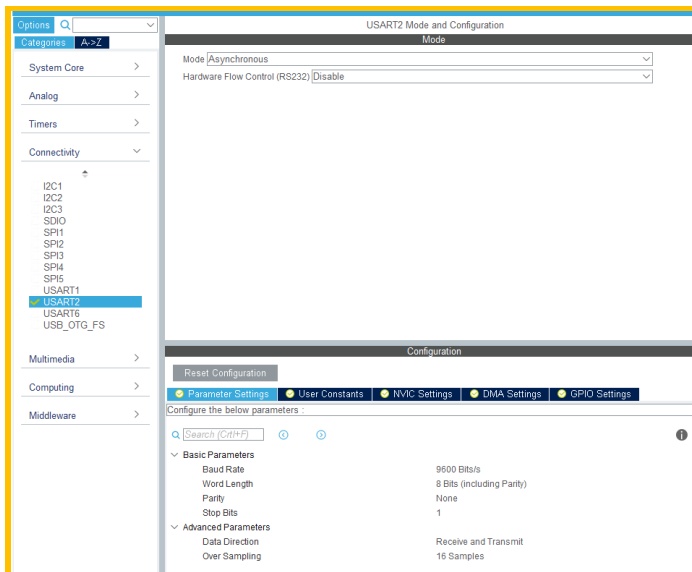 Options
Categories A->Z
System Core
Analog
Timers
Connectivity
I2C1
I2C2
I2C3
SDIO
SPI1
SPI2
SPI3
SPI4
SPI5
USART1
USART2
USART6
USB_OTG_FS
Multimedia
Computing
Middleware
USART2 Mode and Configuration
Mode
Mode Asynchronous
Hardware Flow Control (RS232) Disable
Configuration
Reset Configuration
Parameter Settings User Constants NVIC Settings DMA Settings GPIO Settings
Configure the below parameters :
Search (Crtl+F)
Basic Parameters
Baud Rate 9600 Bits/s
Word Length 8 Bits (including Parity)
Parity None
Stop Bits 1
Advanced Parameters
Data Direction Receive and Transmit
Over Sampling 16 Samples